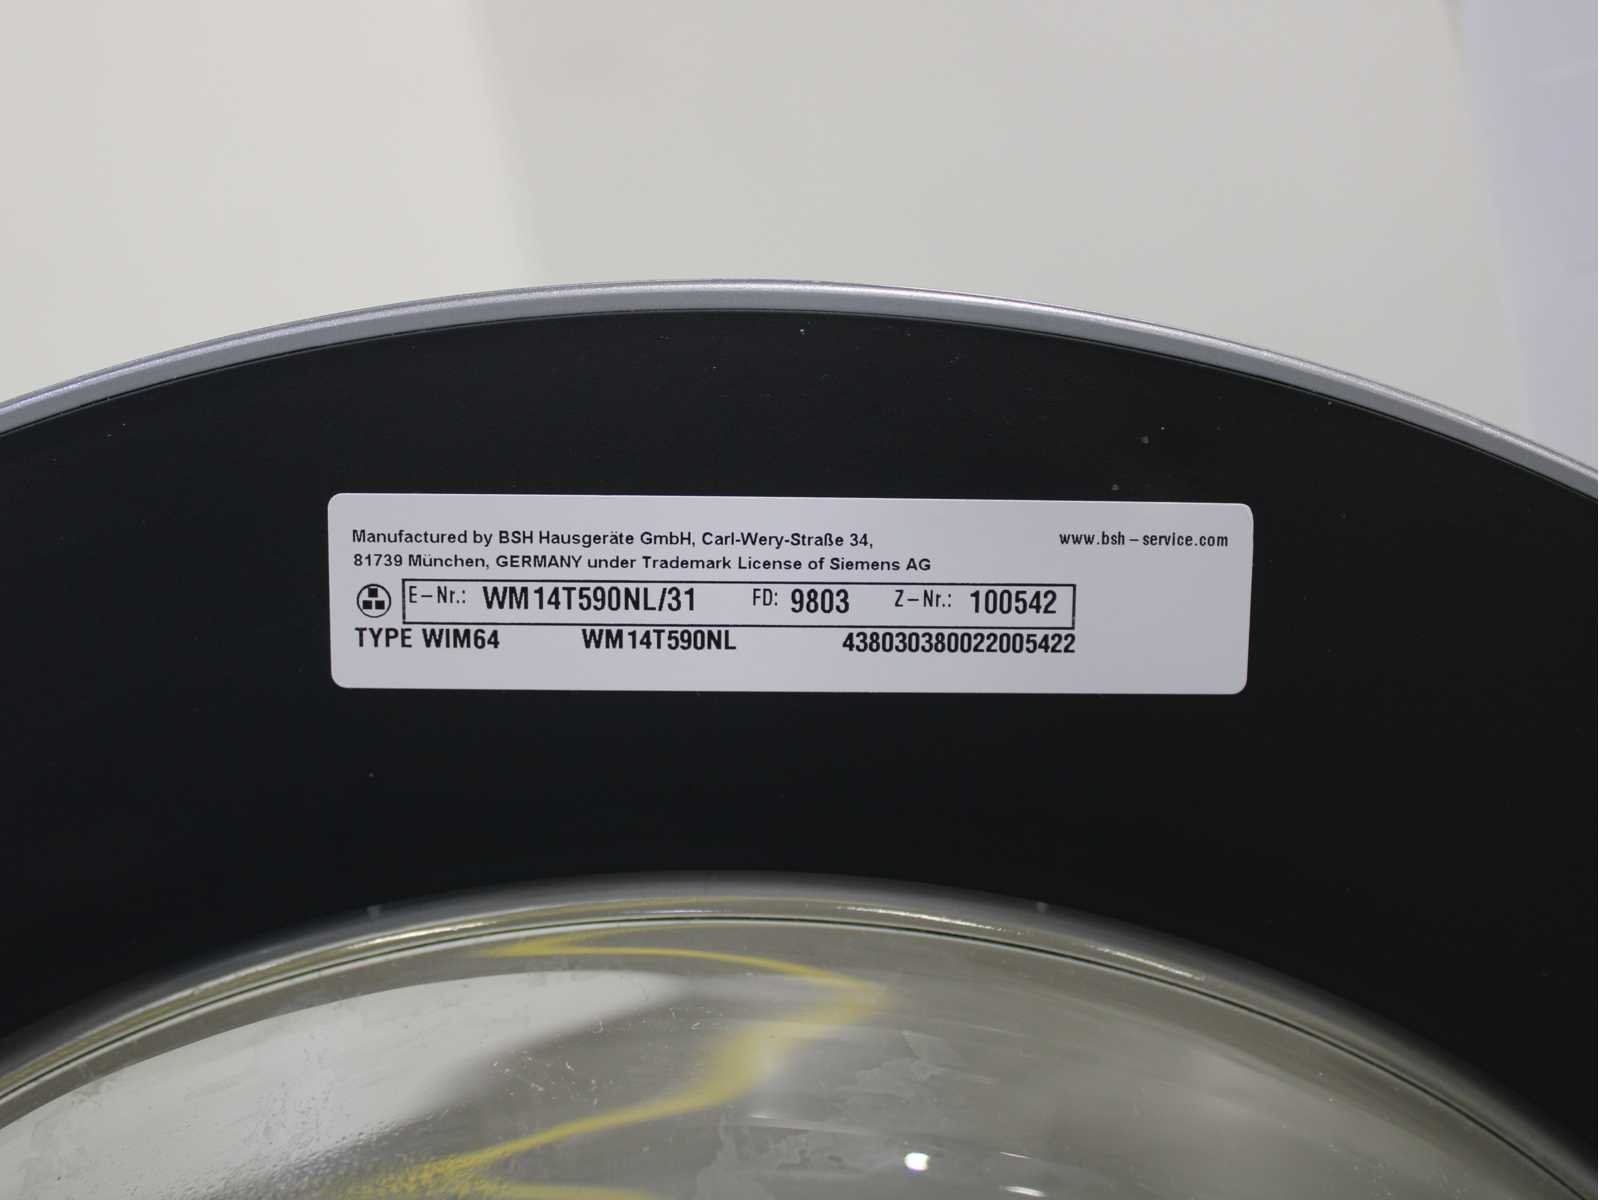 Manufactured by BSH Hausgeräte GmbH, Carl-Wery-Straße 34,
81739 München, GERMANY under Trademark License of Siemens AG
www.bsh-service.com
E-Nr.: WM14T590NL/31 FD: 9803 Z-Nr.: 100542
TYPE WIM64 WM14T590NL 438030380022005422